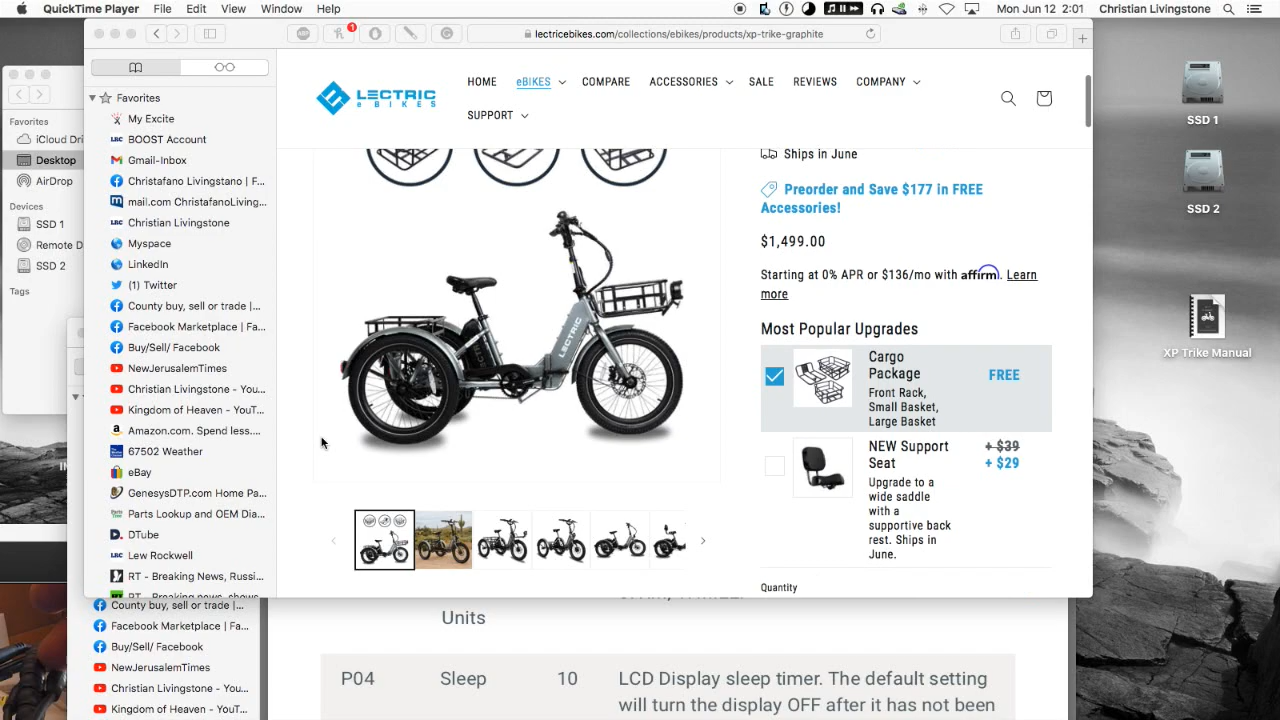 QuickTime Player File Edit View Window Help
Mon Jun 12 2:01 Christian Livingstone
lectricebikes.com/collections/ebikes/products/xp-trike-graphite
1
Favorites
iCloud Dri
Desktop
AirDrop
Devices
SSD 1
Remote D
SSD 2
Tags
Favorites
My Excite
BOOST Account
Gmail-Inbox
Christafano Livingstano | F...
mail.com ChristafanoLiving...
Christian Livingstone
Myspace
LinkedIn
(1) Twitter
County buy, sell or trade |...
Facebook Marketplace | Fa...
Buy/Sell/ Facebook
NewJerusalemTimes
Christian Livingstone - You...
Kingdom of Heaven - YouT...
Amazon.com. Spend less....
67502 Weather
eBay
GenesysDTP.com Home Pa...
Parts Lookup and OEM Dia...
DTube
Lew Rockwell
RT - Breaking News, Russi...
RT - Breaking news, shows
County buy, sell or trade |...
Facebook Marketplace | Fa...
Buy/Sell/ Facebook
NewJerusalemTimes
Christian Livingstone - You...
Kingdom of Heaven - YouT...
LECTRIC
eBIKES
HOME eBIKES COMPARE ACCESSORIES SALE REVIEWS COMPANY
SUPPORT
LECTRIC
Ships in June
Preorder and Save $177 in FREE
Accessories!
$1,499.00
Starting at 0% APR or $136/mo with affirm. Learn
more
Most Popular Upgrades
Cargo
Package
FREE
Front Rack,
Small Basket,
Large Basket
NEW Support
Seat
+ $39
+ $29
Upgrade to a
wide saddle
with a
supportive back
rest. Ships in
June.
Quantity
Units
P04 Sleep 10 LCD Display sleep timer. The default setting
will turn the display OFF after it has not been
SSD 1
SSD 2
XP Trike Manual